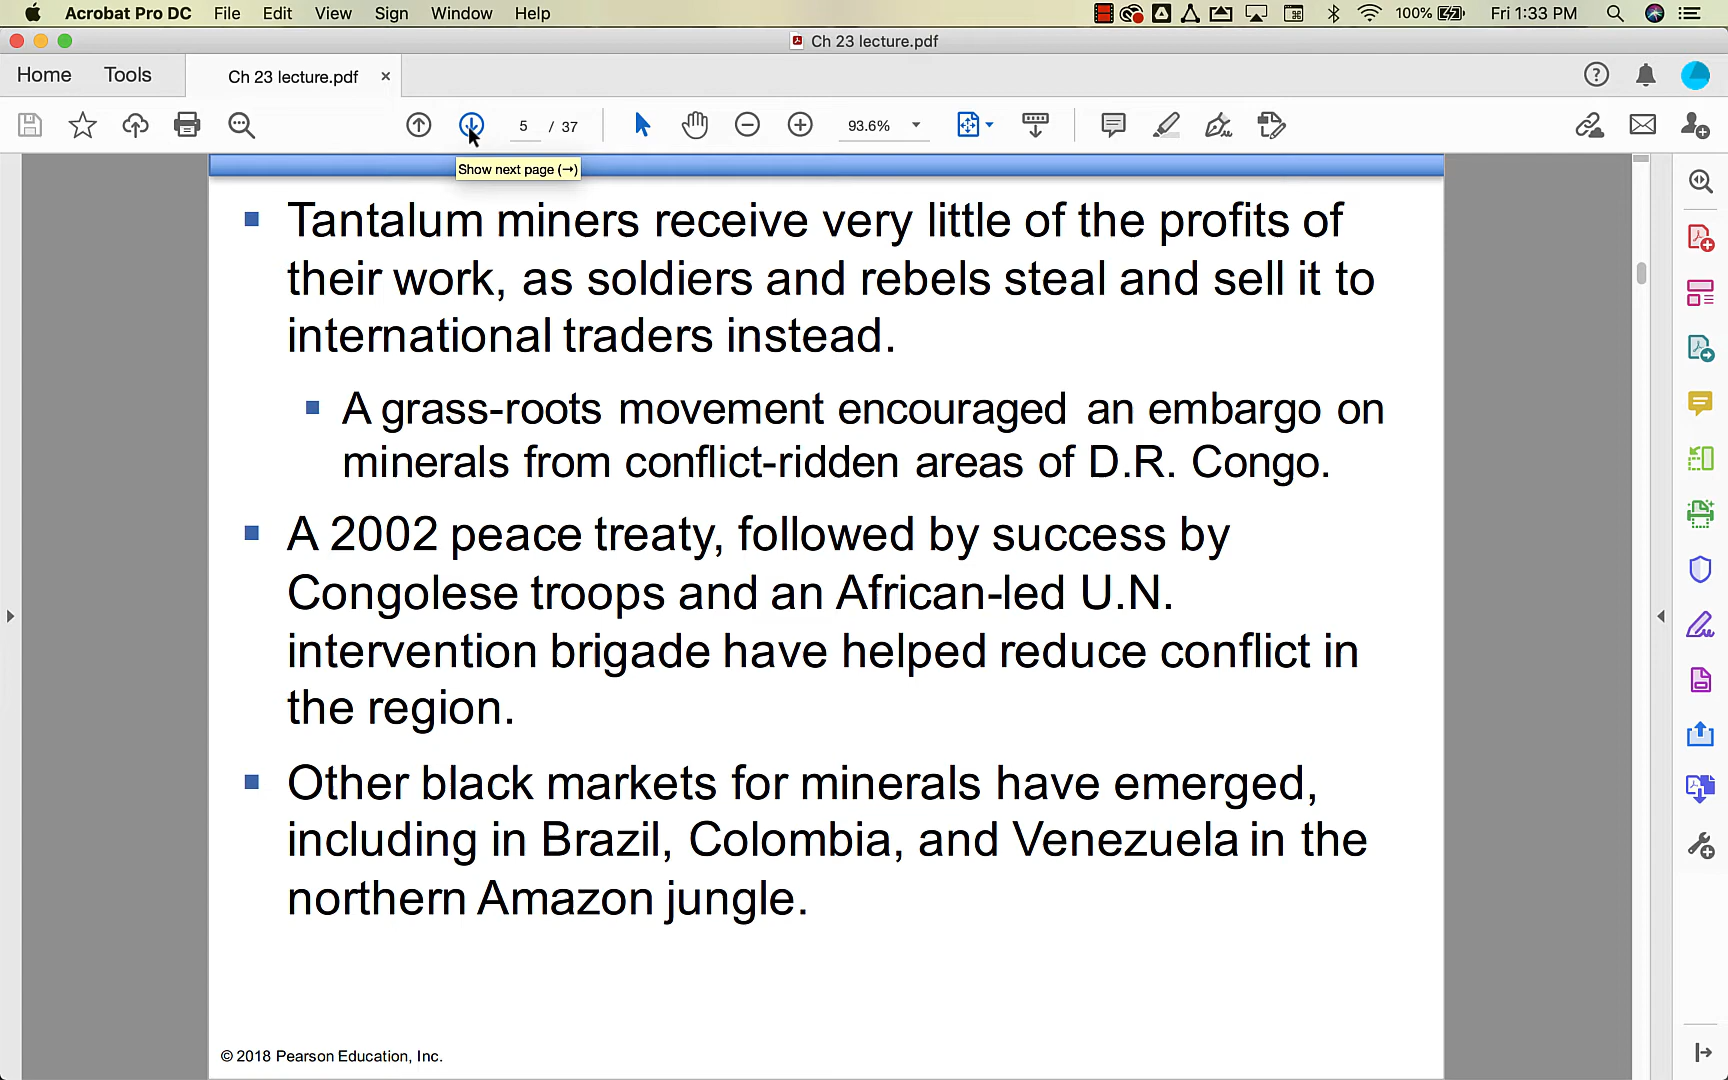 Acrobat Pro DC File Edit View Sign Window Help 100% Fri 1:33 PM
Ch 23 lecture.pdf
Home Tools Ch 23 lecture.pdf ×
5 / 37 93.6%
Show next page (→)
Tantalum miners receive very little of the profits of
their work, as soldiers and rebels steal and sell it to
international traders instead.
A grass-roots movement encouraged an embargo on
minerals from conflict-ridden areas of D.R. Congo.
A 2002 peace treaty, followed by success by
Congolese troops and an African-led U.N.
intervention brigade have helped reduce conflict in
the region.
Other black markets for minerals have emerged,
including in Brazil, Colombia, and Venezuela in the
northern Amazon jungle.
© 2018 Pearson Education, Inc.